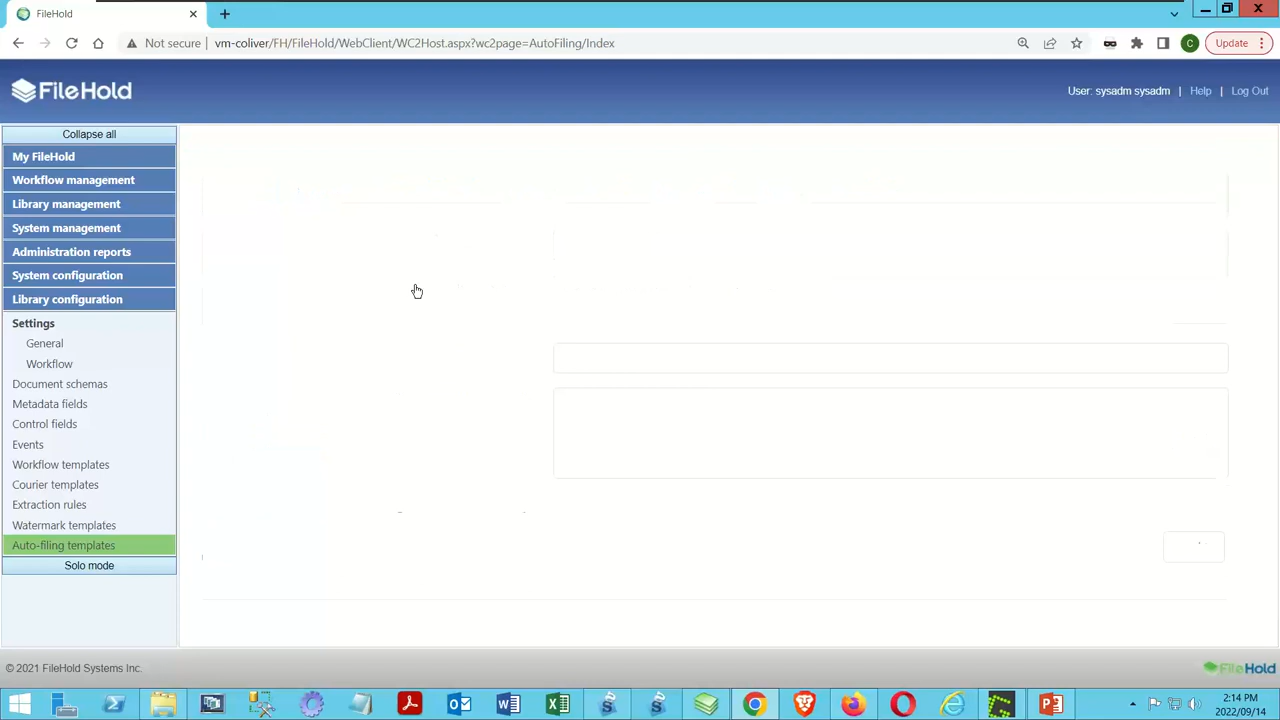 FileHold
Not secure
vm-coliver/FH/FileHold/WebClient/WC2Host.aspx?wc2page=AutoFiling/Index
C
Update
FileHold
User: sysadm sysadm | Help | Log Out
Collapse all
My FileHold
Workflow management
Library management
System management
Administration reports
System configuration
Library configuration
Settings
General
Workflow
Document schemas
Metadata fields
Control fields
Events
Workflow templates
Courier templates
Extraction rules
Watermark templates
Auto-filing templates
Solo mode
© 2021 FileHold Systems Inc.
FileHold
2:14 PM
2022/09/14